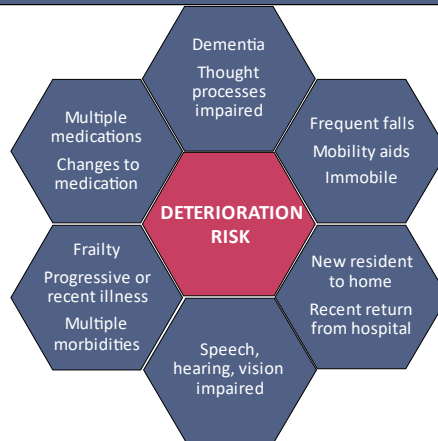 Dementia
Thought
processes
impaired
Multiple
medications
Changes to
medication
Frequent falls
Mobility aids
Immobile
DETERIORATION
RISK
Frailty
Progressive or
recent illness
Multiple
morbidities
New resident
to home
Recent return
from hospital
Speech,
hearing, vision
impaired